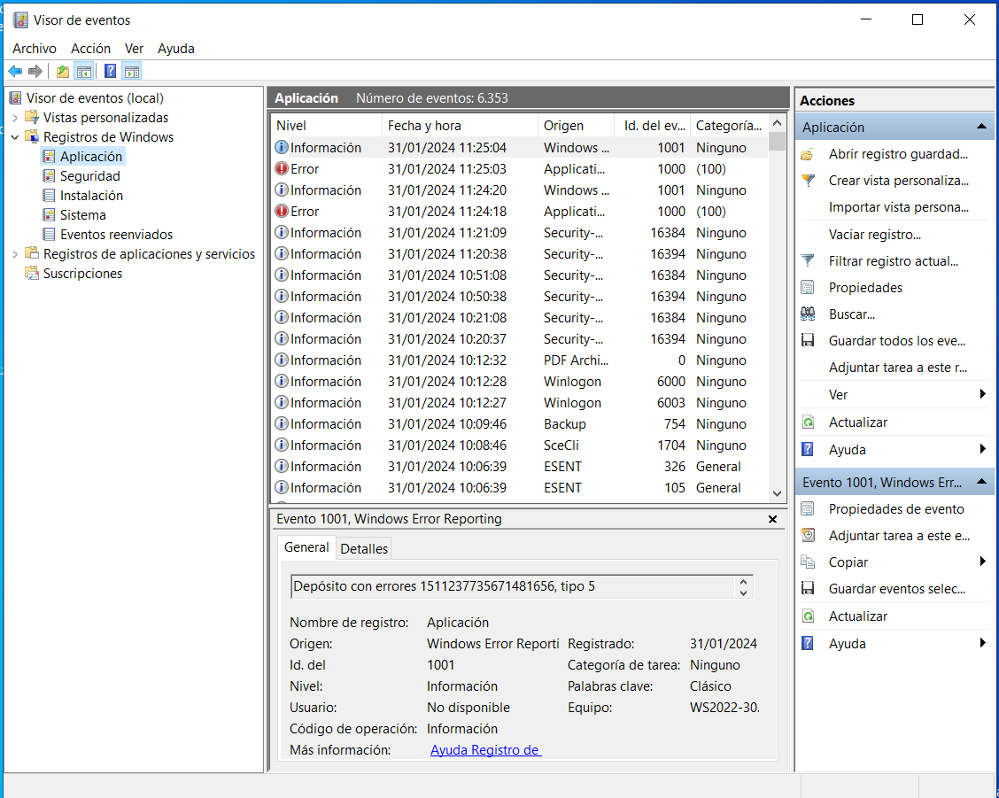 Visor de eventos
Archivo Acción Ver Ayuda
Visor de eventos (local)
Vistas personalizadas
Registros de Windows
Aplicación
Seguridad
Instalación
Sistema
Eventos reenviados
Registros de aplicaciones y servicios
Suscripciones
Aplicación Número de eventos: 6.353
Nivel Fecha y hora Origen Id. del ev... Categoría...
Información 31/01/2024 11:25:04 Windows ... 1001 Ninguno
Error 31/01/2024 11:25:03 Applicati... 1000 (100)
Información 31/01/2024 11:24:20 Windows ... 1001 Ninguno
Error 31/01/2024 11:24:18 Applicati... 1000 (100)
Información 31/01/2024 11:21:09 Security-... 16384 Ninguno
Información 31/01/2024 11:20:38 Security-... 16394 Ninguno
Información 31/01/2024 10:51:08 Security-... 16384 Ninguno
Información 31/01/2024 10:50:38 Security-... 16394 Ninguno
Información 31/01/2024 10:21:08 Security-... 16384 Ninguno
Información 31/01/2024 10:20:37 Security-... 16394 Ninguno
Información 31/01/2024 10:12:32 PDF Archi... 0 Ninguno
Información 31/01/2024 10:12:28 Winlogon 6000 Ninguno
Información 31/01/2024 10:12:27 Winlogon 6003 Ninguno
Información 31/01/2024 10:09:46 Backup 754 Ninguno
Información 31/01/2024 10:08:46 SceCli 1704 Ninguno
Información 31/01/2024 10:06:39 ESENT 326 General
Información 31/01/2024 10:06:39 ESENT 105 General
Evento 1001, Windows Error Reporting
General Detalles
Depósito con errores 1511237735671481656, tipo 5
Nombre de registro: Aplicación
Origen: Windows Error Reporti Registrado: 31/01/2024
Id. del 1001 Categoría de tarea: Ninguno
Nivel: Información Palabras clave: Clásico
Usuario: No disponible Equipo: WS2022-30.
Código de operación: Información
Más información: Ayuda Registro de
Acciones
Aplicación
Abrir registro guardad...
Crear vista personaliza...
Importar vista persona...
Vaciar registro...
Filtrar registro actual...
Propiedades
Buscar...
Guardar todos los eve...
Adjuntar tarea a este r...
Ver
Actualizar
Ayuda
Evento 1001, Windows Err...
Propiedades de evento
Adjuntar tarea a este e...
Copiar
Guardar eventos selec...
Actualizar
Ayuda